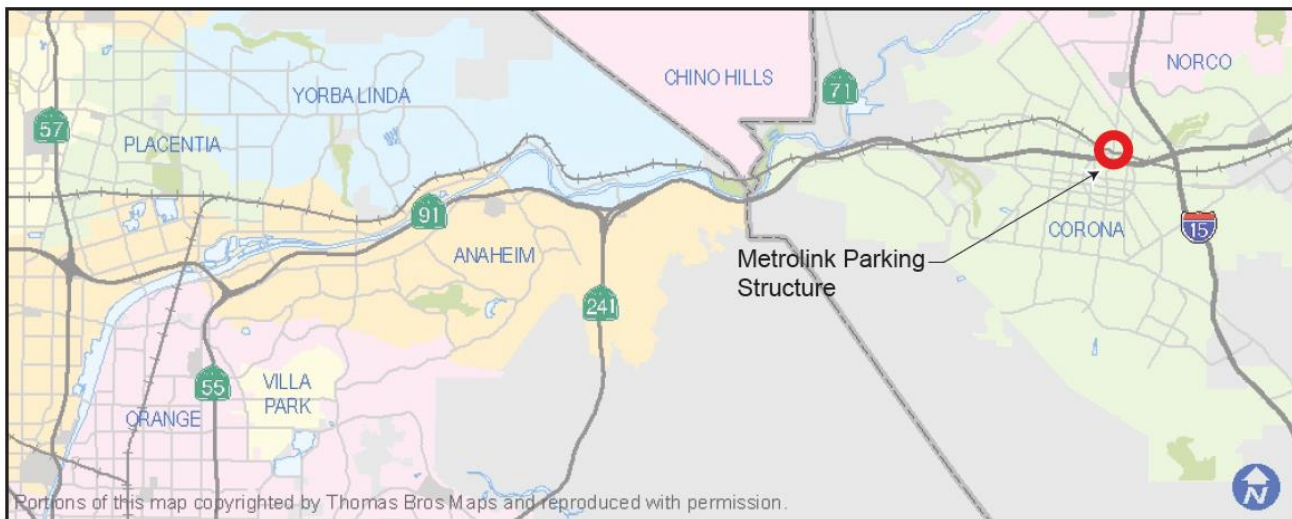 NORCO
CHINO HILLS
71
YORBA LINDA
57
PLACENTIA
91
15
CORONA
ANAHEIM
Metrolink Parking
Structure
241
55
VILLA
PARK
ORANGE
Portions of this map copyrighted by Thomas Bros Maps and reproduced with permission.
N